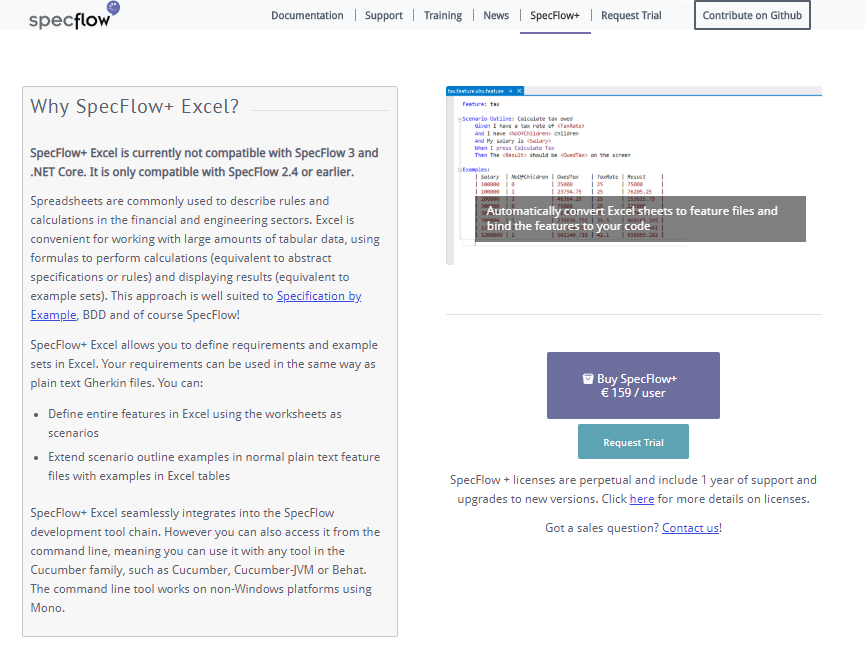 specflow
Documentation
Support
Training
News
SpecFlow+
Request Trial
Contribute on Github
Why SpecFlow+ Excel?
SpecFlow+ Excel is currently not compatible with SpecFlow 3 and
.NET Core. It is only compatible with SpecFlow 2.4 or earlier.
Spreadsheets are commonly used to describe rules and
calculations in the financial and engineering sectors. Excel is
convenient for working with large amounts of tabular data, using
formulas to perform calculations (equivalent to abstract
specifications or rules) and displaying results (equivalent to
example sets). This approach is well suited to Specification by
Example, BDD and of course SpecFlow!
SpecFlow+ Excel allows you to define requirements and example
sets in Excel. Your requirements can be used in the same way as
plain text Gherkin files. You can:
• Define entire features in Excel using the worksheets as
scenarios
• Extend scenario outline examples in normal plain text feature
files with examples in Excel tables
SpecFlow+ Excel seamlessly integrates into the SpecFlow
development tool chain. However you can also access it from the
command line, meaning you can use it with any tool in the
Cucumber family, such as Cucumber, Cucumber-JVM or Behat.
The command line tool works on non-Windows platforms using
Mono.
tax.feature.xlsx.feature
Feature: tax
Scenario Outline: Calculate tax owed
Given I have a tax rate of <TaxRate>
And I have <NoOfChildren> children
And My salary is <Salary>
When I press Calculate Tax
Then The <Result> should be <OwedTax> on the screen
Examples:
| Salary | NoOfChildren | OwedTax | TaxRate | Result |
| 100000 | 0 | 25000 | 25 | 75000 |
| 100000 | 1 | 23794.75 | 25 | 76205.25 |
Automatically convert Excel sheets to feature files and
bind the features to your code
Buy SpecFlow+
€ 159 / user
Request Trial
SpecFlow + licenses are perpetual and include 1 year of support and
upgrades to new versions. Click here for more details on licenses.
Got a sales question? Contact us!